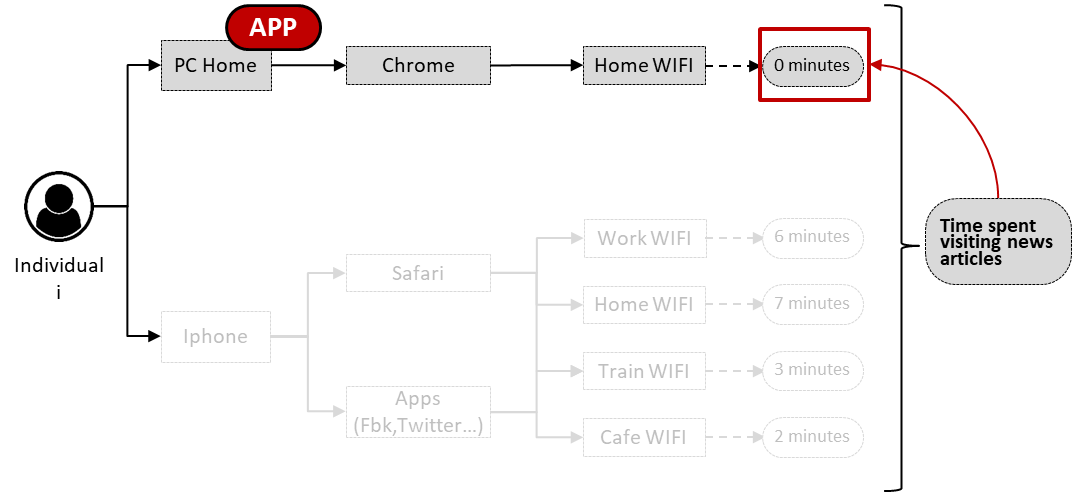 APP
PC Home
Chrome
Home WIFI
0 minutes
Individual
i
Time spent
visiting news
articles
Iphone
Safari
Apps
(Fbk,Twitter...)
Work WIFI
6 minutes
Home WIFI
7 minutes
Train WIFI
3 minutes
Cafe WIFI
2 minutes